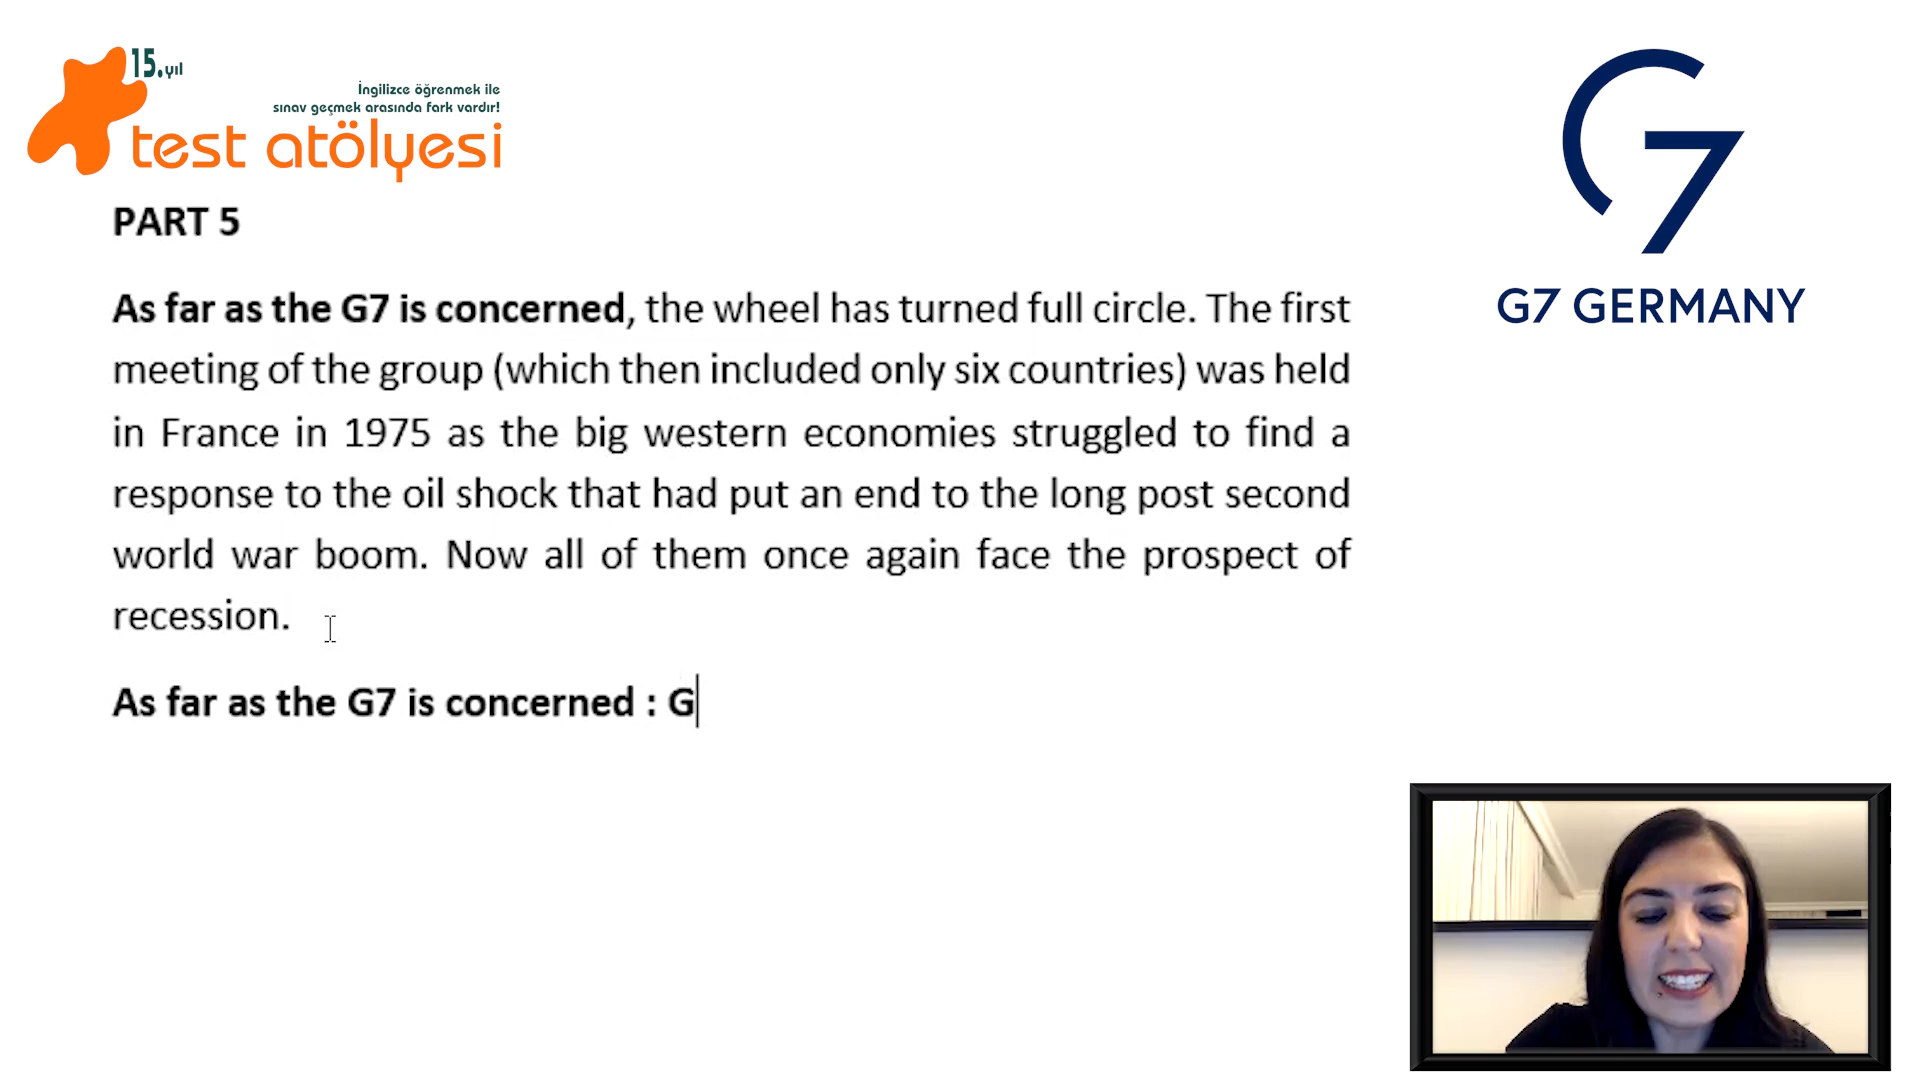 15.yıl
İngilizce öğrenmek ile
sınav geçmek arasında fark vardır!
test atölyesi
G7
G7 GERMANY
PART 5
As far as the G7 is concerned, the wheel has turned full circle. The first
meeting of the group (which then included only six countries) was held
in France in 1975 as the big western economies struggled to find a
response to the oil shock that had put an end to the long post second
world war boom. Now all of them once again face the prospect of
recession.
As far as the G7 is concerned : G